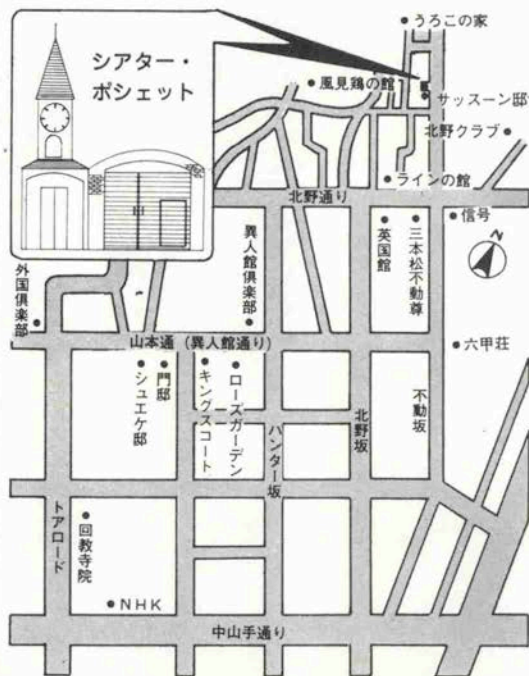 シアター・
ポシェット
うろこの家
風見鶏の館
サッスーン邸
北野クラブ
ラインの館
北野通り
信号
異人館倶楽部
英国館
三本松不動尊
N
外国倶楽部
山本通(異人館通り)
六甲荘
門邸
シュエケ邸
キングスコート
ローズガーデン
ハンター坂
北野坂
不動坂
トアロード
回教寺院
NHK
中山手通り